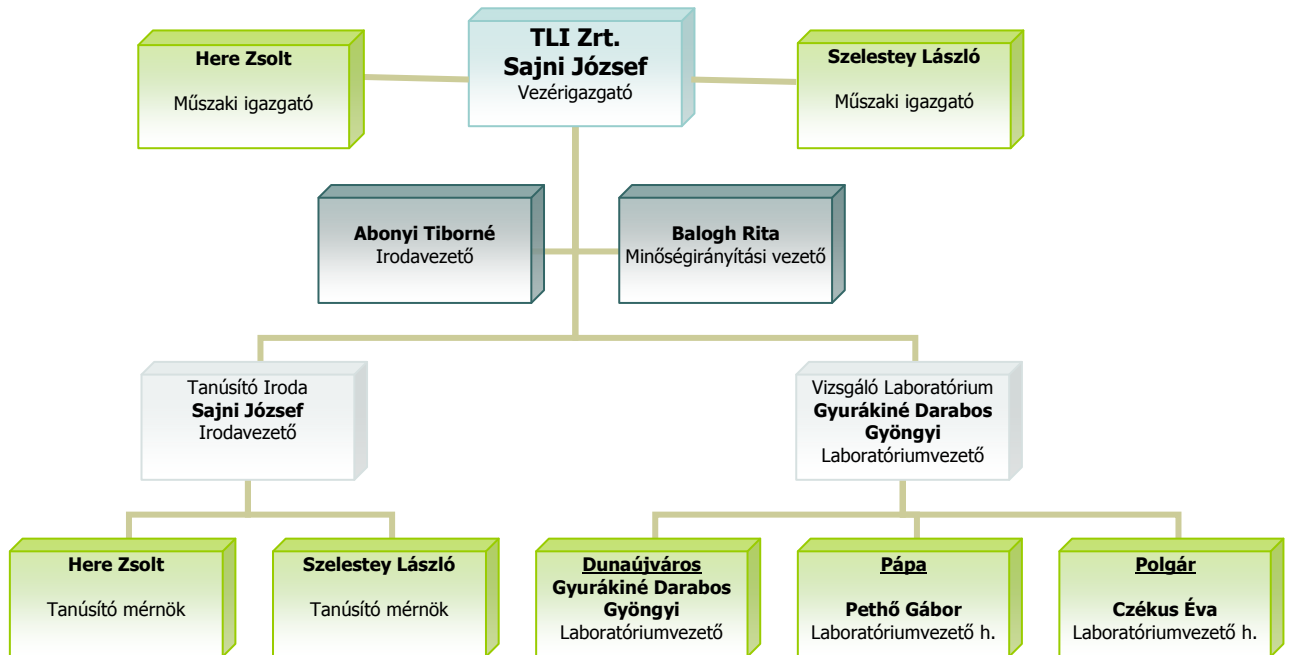 Here Zsolt
Műszaki igazgató
TLI Zrt.
Sajni József
Vezérigazgató
Szelestey László
Műszaki igazgató
Abonyi Tiborné
Irodavezető
Balogh Rita
Minőségirányítási vezető
Tanúsító Iroda
Sajni József
Irodavezető
Vizsgáló Laboratórium
Gyurákiné Darabos
Gyöngyi
Laboratóriumvezető
Here Zsolt
Tanúsító mérnök
Szelestey László
Tanúsító mérnök
Dunaújváros
Gyurákiné Darabos
Gyöngyi
Laboratóriumvezető
Pápa
Pethő Gábor
Laboratóriumvezető h.
Polgár
Czékus Éva
Laboratóriumvezető h.